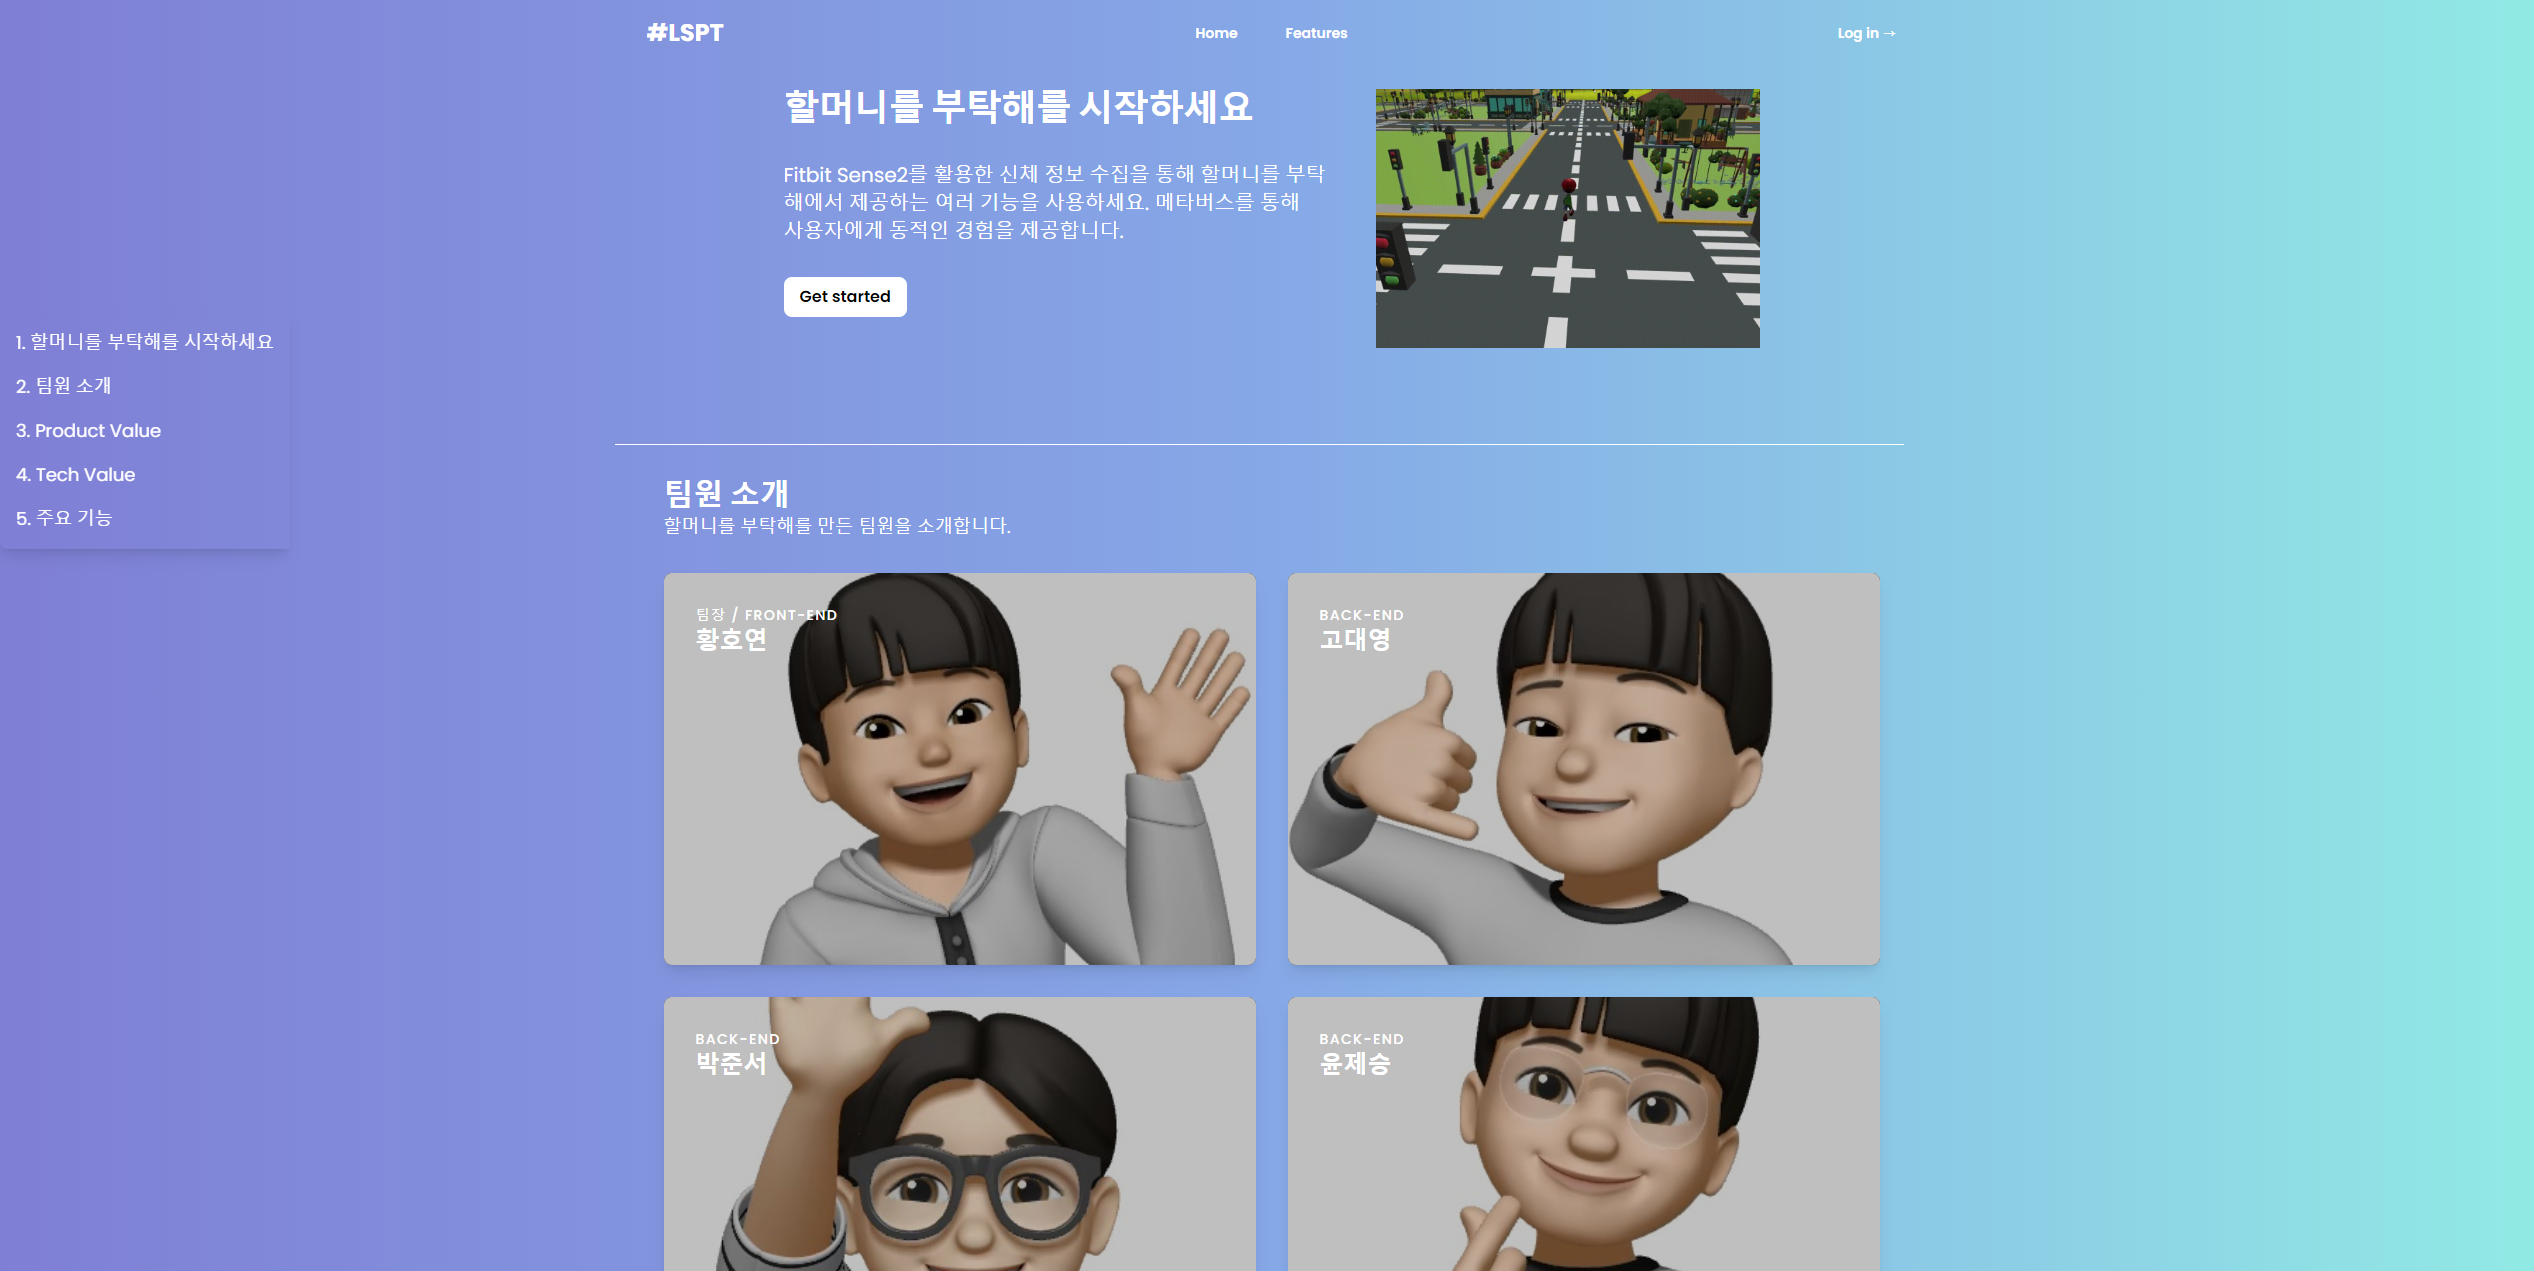 #LSPT
Home
Features
Log in →
할머니를 부탁해를 시작하세요
Fitbit Sense2를 활용한 신체 정보 수집을 통해 할머니를 부탁
해에서 제공하는 여러 기능을 사용하세요. 메타버스를 통해
사용자에게 동적인 경험을 제공합니다.
Get started
1. 할머니를 부탁해를 시작하세요
2. 팀원 소개
3. Product Value
4. Tech Value
5. 주요 기능
팀원 소개
할머니를 부탁해를 만든 팀원을 소개합니다.
팀장 / FRONT-END
황호연
BACK-END
고대영
BACK-END
박준서
BACK-END
윤제승